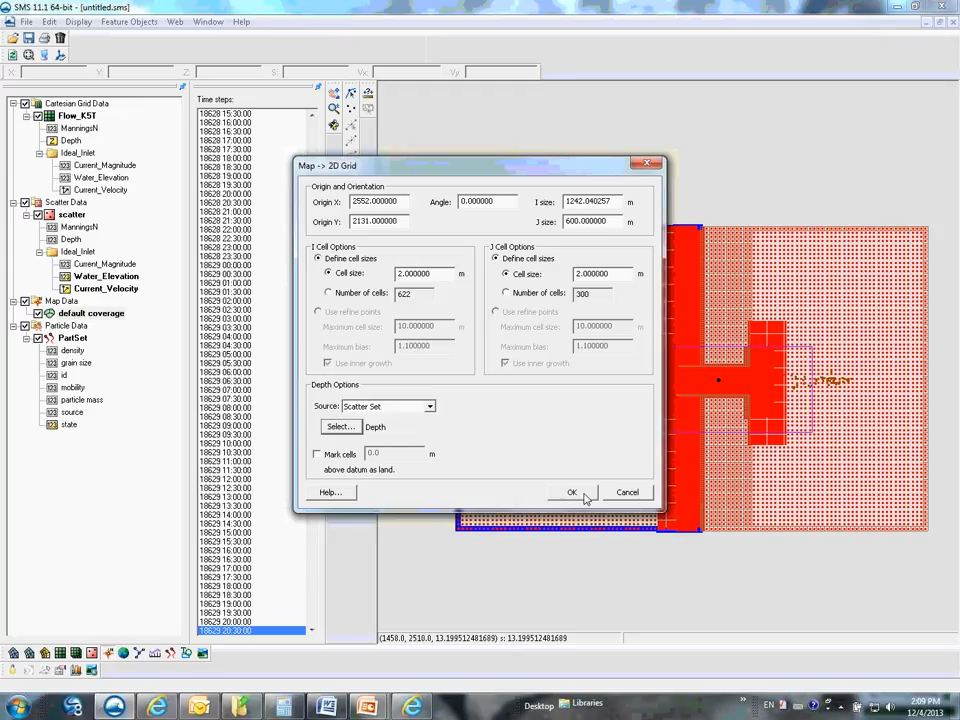 SMS 11.1 64-bit - [untitled.sms]
File Edit Display Feature Objects Web Window Help
X: Y: Z: S: Vx: Vy:
Cartesian Grid Data
Flow_K5T
ManningsN
Depth
Ideal_Inlet
Current_Magnitude
Water_Elevation
Current_Velocity
Scatter Data
scatter
ManningsN
Depth
Ideal_Inlet
Current_Magnitude
Water_Elevation
Current_Velocity
Map Data
default coverage
Particle Data
PartSet
density
grain size
id
mobility
particle mass
source
state
Time steps:
18628 15:30:00
18628 16:00:00
18628 16:30:00
18628 17:00:00
18628 17:30:00
18628 18:00:00
18628 18:30:00
18628 19:00:00
18628 19:30:00
18628 20:00:00
18628 20:30:00
18628 21:00:00
18628 21:30:00
18628 22:00:00
18628 22:30:00
18628 23:00:00
18628 23:30:00
18629 00:00:00
18629 00:30:00
18629 01:00:00
18629 01:30:00
18629 02:00:00
18629 02:30:00
18629 03:00:00
18629 03:30:00
18629 04:00:00
18629 04:30:00
18629 05:00:00
18629 05:30:00
18629 06:00:00
18629 06:30:00
18629 07:00:00
18629 07:30:00
18629 08:00:00
18629 08:30:00
18629 09:00:00
18629 09:30:00
18629 10:00:00
18629 10:30:00
18629 11:00:00
18629 11:30:00
18629 12:00:00
18629 12:30:00
18629 13:00:00
18629 13:30:00
18629 14:00:00
18629 14:30:00
18629 15:00:00
18629 15:30:00
18629 16:00:00
18629 16:30:00
18629 17:00:00
18629 17:30:00
18629 18:00:00
18629 18:30:00
18629 19:00:00
18629 19:30:00
18629 20:00:00
18629 20:30:00
Map -> 2D Grid
Origin and Orientation
Origin X: 2552.000000 Angle: 0.000000 I size: 1242.040257 m
Origin Y: 2131.000000 J size: 600.000000 m
I Cell Options
Define cell sizes
Cell size: 2.000000 m
Number of cells: 622
Use refine points
Maximum cell size: 10.000000 m
Maximum bias: 1.100000
Use inner growth
J Cell Options
Define cell sizes
Cell size: 2.000000 m
Number of cells: 300
Use refine points
Maximum cell size: 10.000000 m
Maximum bias: 1.100000
Use inner growth
Depth Options
Source: Scatter Set
Select... Depth
Mark cells 0.0 m
above datum as land.
Help... OK Cancel
(1458.0, 2510.0, 13.199512481689) s: 13.199512481689
Desktop Libraries EN 2:09 PM
12/4/2013